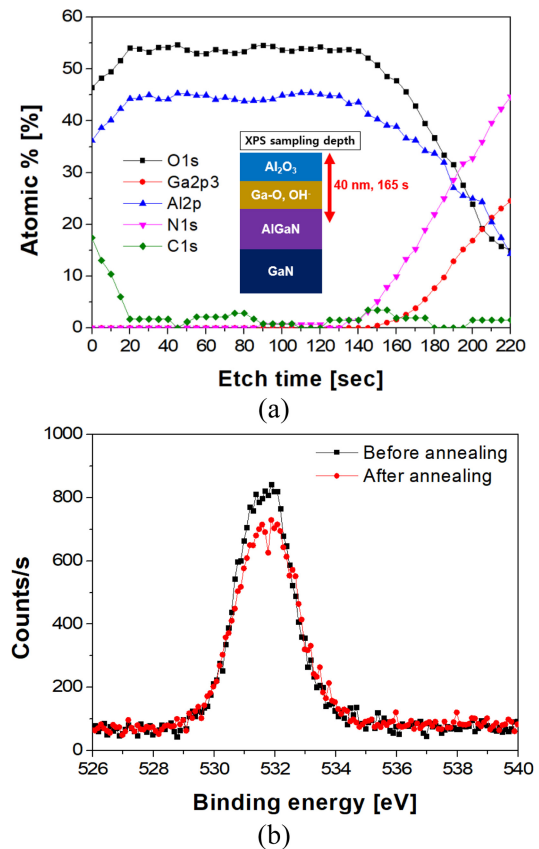 60
50
40
30
20
10
0
Atomic % [%]
O1s
Ga2p3
Al2p
N1s
C1s
XPS sampling depth
Al₂O₃
Ga-O, OH⁻
AlGaN
GaN
40 nm, 165 s
0 20 40 60 80 100 120 140 160 180 200 220
Etch time [sec]
(a)
1000
800
600
400
200
0
Counts/s
Before annealing
After annealing
526 528 530 532 534 536 538 540
Binding energy [eV]
(b)